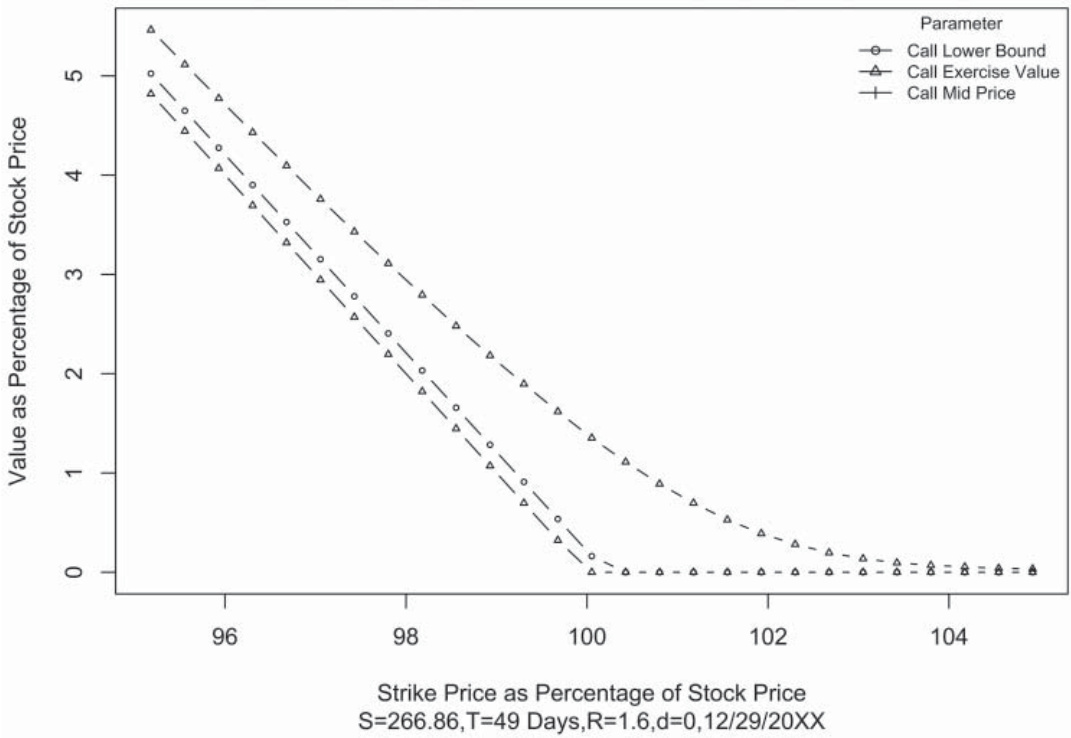 Parameter
Call Lower Bound
Call Exercise Value
Call Mid Price
Value as Percentage of Stock Price
5
4
3
2
1
0
96 98 100 102 104
Strike Price as Percentage of Stock Price
S=266.86,T=49 Days,R=1.6,d=0,12/29/20XX